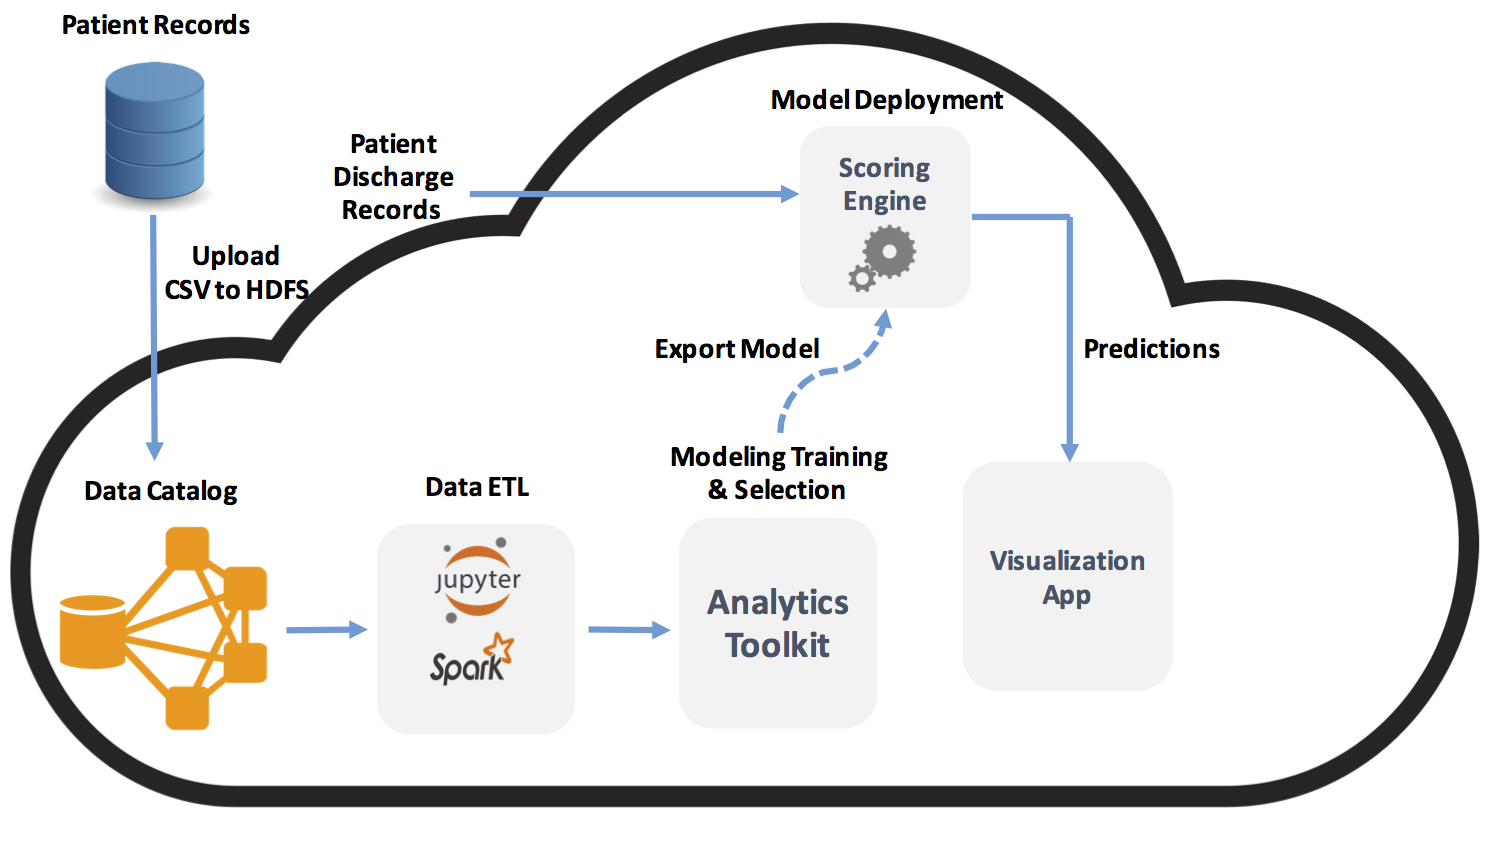 Patient Records
Model Deployment
Patient
Discharge
Records
Scoring
Engine
Upload
CSV to HDFS
Export Model
Predictions
Modeling Training
& Selection
Data Catalog
Data ETL
jupyter
Spark
Analytics
Toolkit
Visualization
App